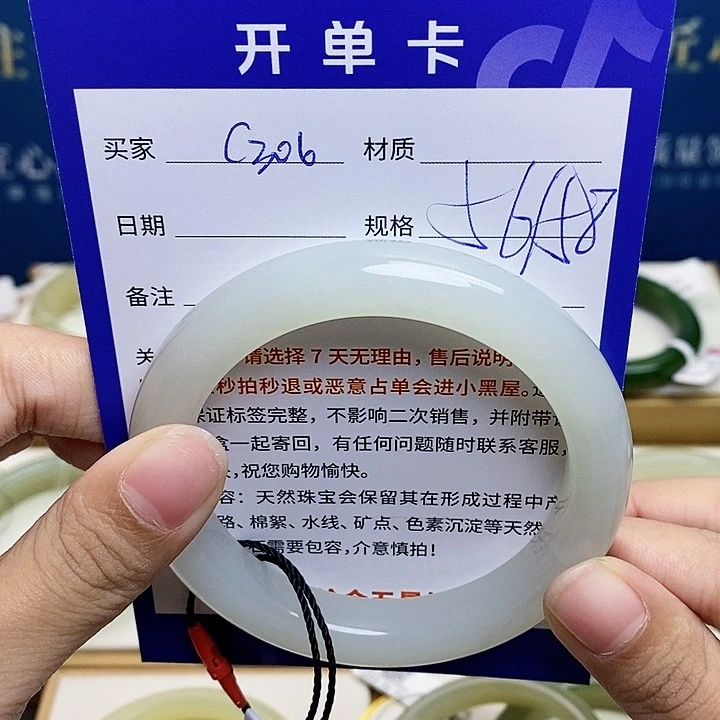 开单卡
买家 C206 材质
日期 规格 56/58
备注
请选择7天无理由,售后说明
秒拍秒退或恶意占单会进小黑屋。
证标签完整,不影响二次销售,并附带
一起寄回,有任何问题随时联系客服,
,祝您购物愉快。
容:天然珠宝会保留其在形成过程中产
、棉絮、水线、矿点、色素沉淀等天然
需要包容,介意慎拍!